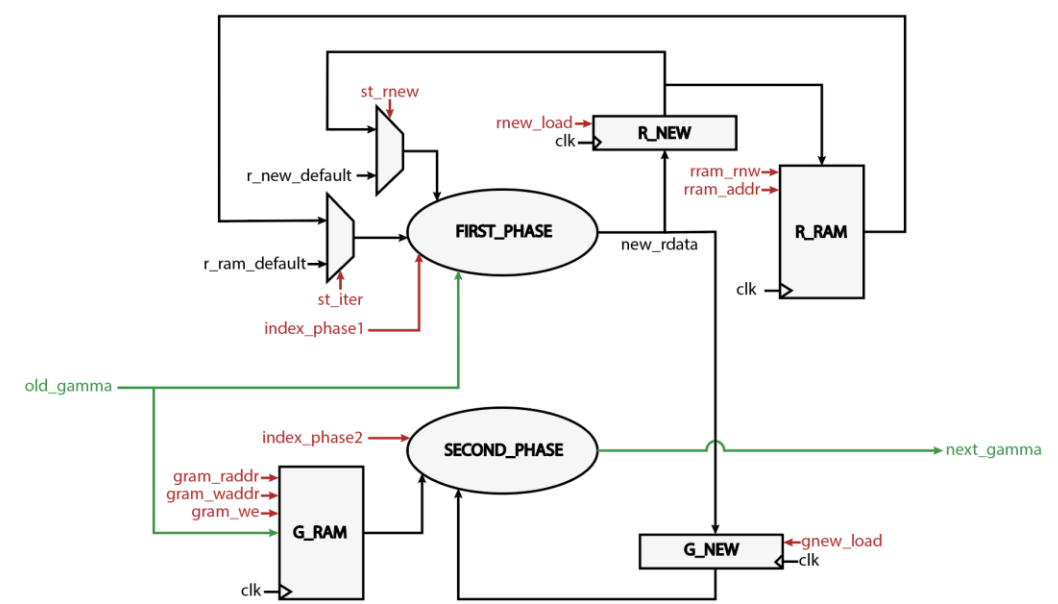 st_rnew
rnew_load
R_NEW
clk
r_new_default
rram_rnw
rram_addr
FIRST_PHASE
R_RAM
new_rdata
r_ram_default
clk
st_iter
index_phase1
old_gamma
index_phase2
SECOND_PHASE
next_gamma
gram_raddr
gram_waddr
gram_we
G_RAM
gnew_load
G_NEW
clk
clk